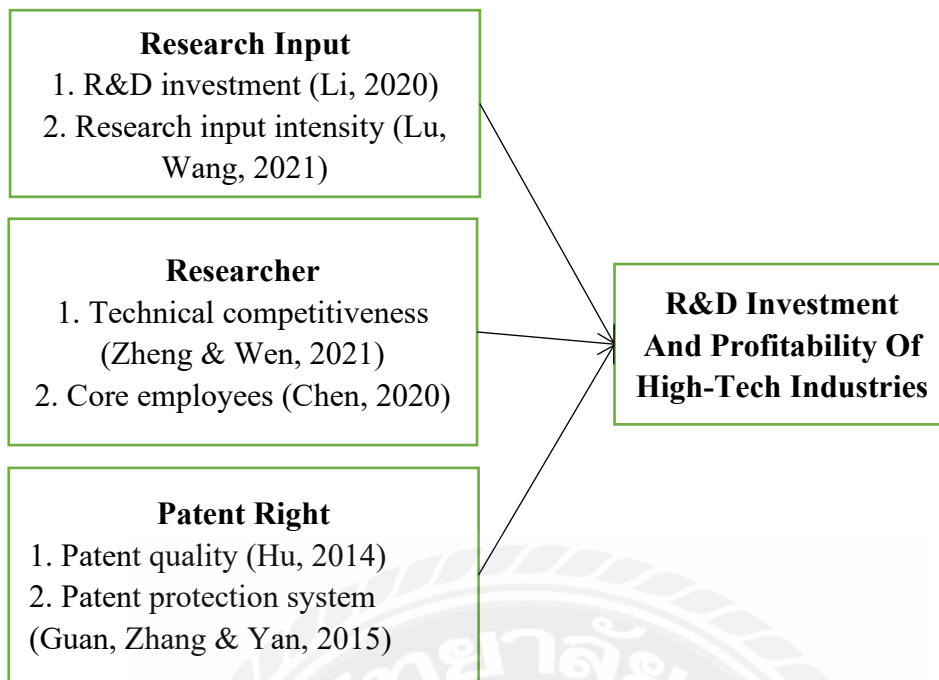 Research Input
1. R&D investment (Li, 2020)
2. Research input intensity (Lu,
Wang, 2021)
Researcher
1. Technical competitiveness
(Zheng & Wen, 2021)
2. Core employees (Chen, 2020)
Patent Right
1. Patent quality (Hu, 2014)
2. Patent protection system
(Guan, Zhang & Yan, 2015)
R&D Investment
And Profitability Of
High-Tech Industries